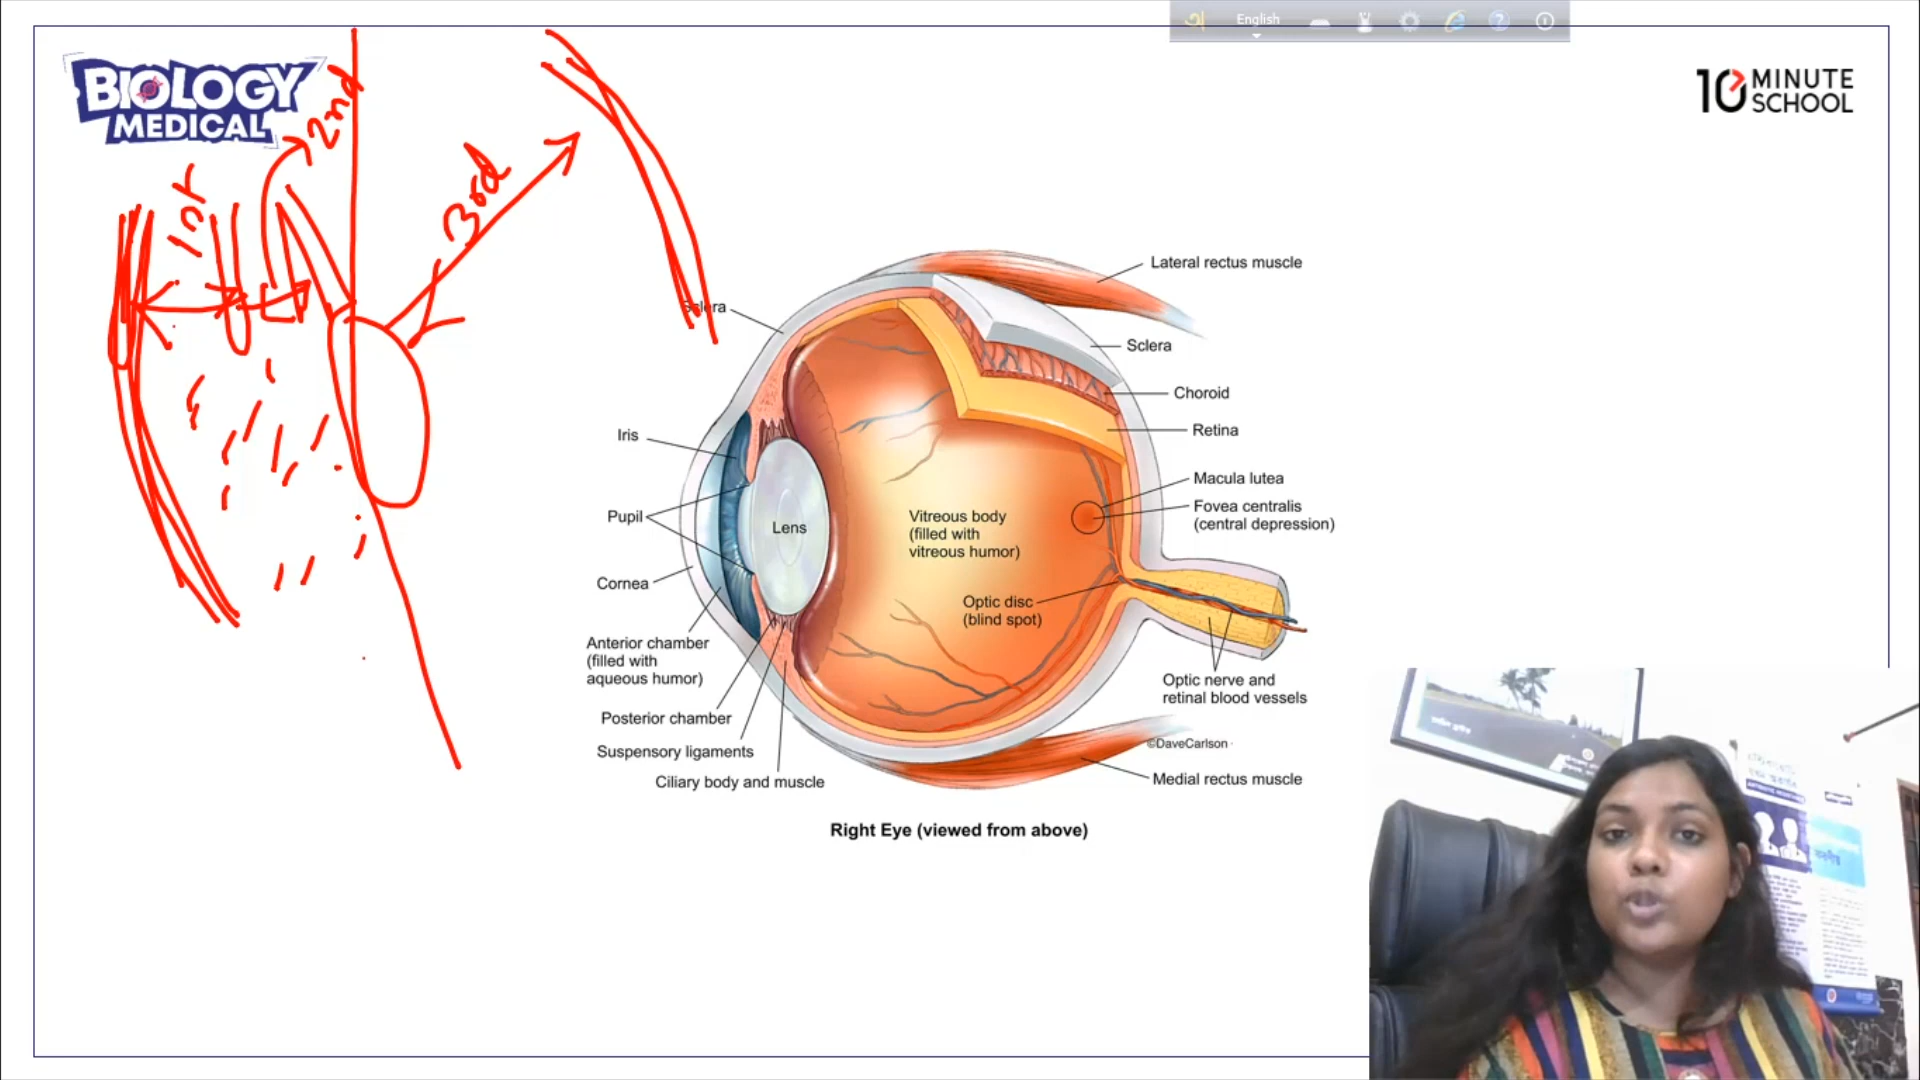 English
BIOLOGY
MEDICAL
10 MINUTE
SCHOOL
1st
2nd
3rd
Lateral rectus muscle
Sclera
Sclera
Choroid
Retina
Iris
Macula lutea
Fovea centralis
(central depression)
Pupil
Lens
Vitreous body
(filled with
vitreous humor)
Cornea
Optic disc
(blind spot)
Anterior chamber
(filled with
aqueous humor)
Optic nerve and
retinal blood vessels
Posterior chamber
Suspensory ligaments
©DaveCarlson
Ciliary body and muscle
Medial rectus muscle
Right Eye (viewed from above)